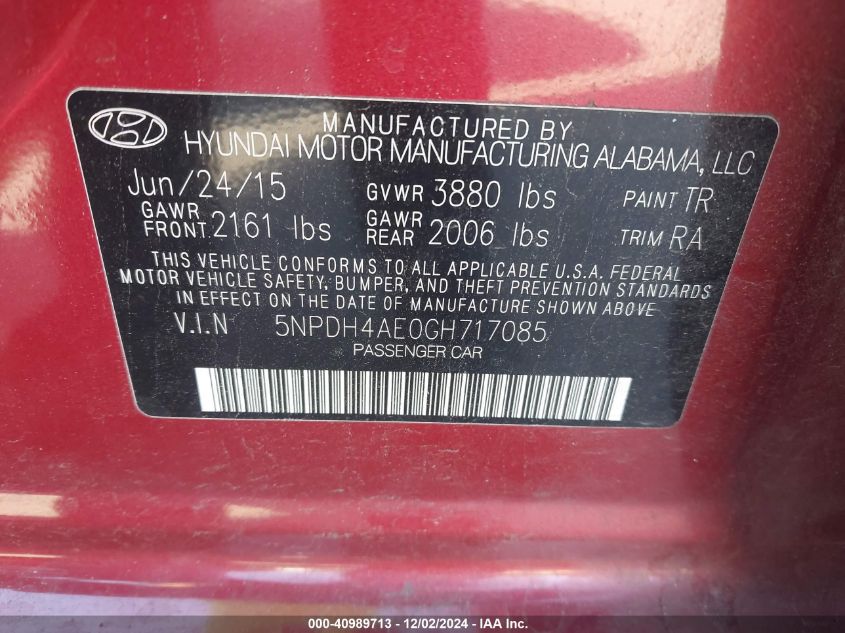 MANUFACTURED BY
HYUNDAI MOTOR MANUFACTURING ALABAMA, LLC
Jun/24/15 GVWR 3880 lbs PAINT TR
GAWR FRONT 2161 lbs GAWR REAR 2006 lbs TRIM RA
THIS VEHICLE CONFORMS TO ALL APPLICABLE U.S.A. FEDERAL
MOTOR VEHICLE SAFETY, BUMPER, AND THEFT PREVENTION STANDARDS
IN EFFECT ON THE DATE OF MANUFACTURE SHOWN ABOVE
V.I.N 5NPDH4AE0GH717085
PASSENGER CAR
000-40989713 - 12/02/2024 - IAA Inc.